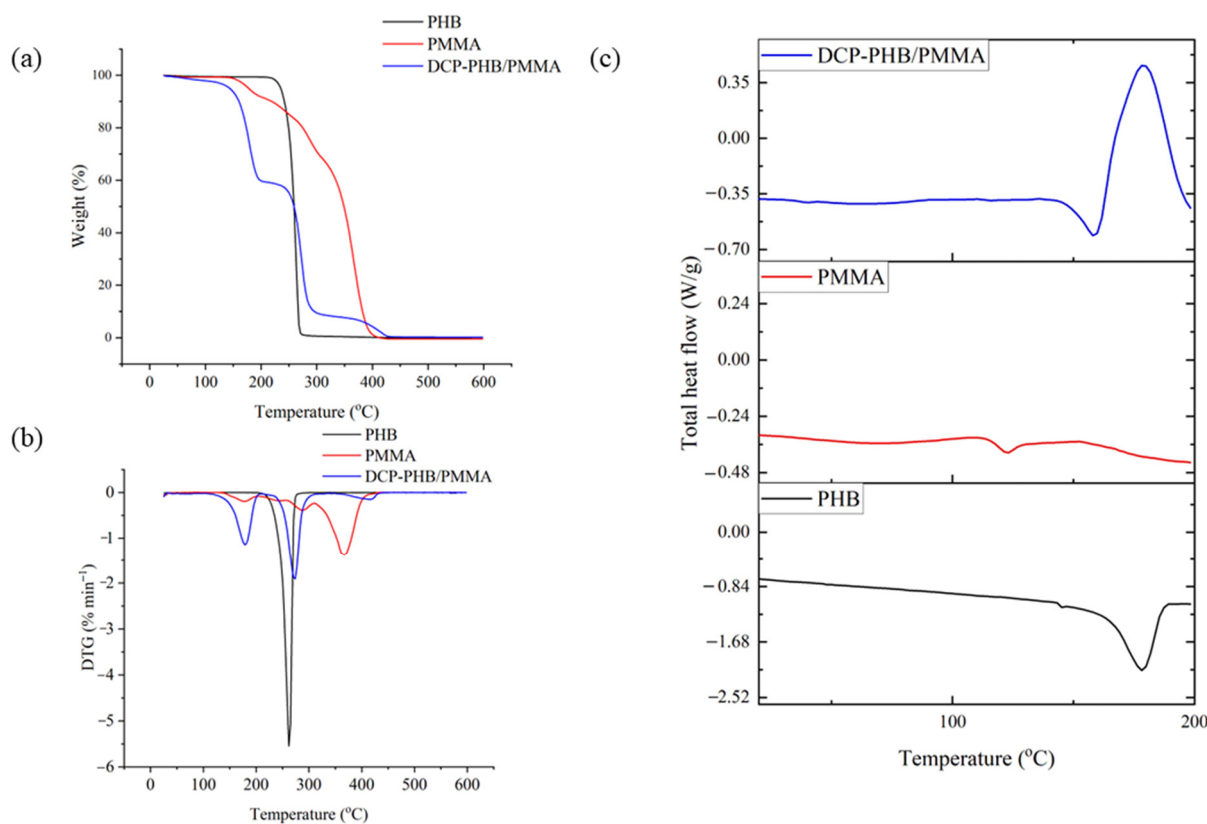 (a)
PHB
PMMA
DCP-PHB/PMMA
100
80
60
40
20
0
Weight (%)
0 100 200 300 400 500 600
Temperature (°C)
(b)
PHB
PMMA
DCP-PHB/PMMA
0
−1
−2
−3
−4
−5
−6
DTG (% min⁻¹)
0 100 200 300 400 500 600
Temperature (°C)
(c)
DCP-PHB/PMMA
0.35
0.00
−0.35
−0.70
PMMA
0.24
0.00
−0.24
−0.48
PHB
0.00
−0.84
−1.68
−2.52
Total heat flow (W/g)
100 200
Temperature (°C)